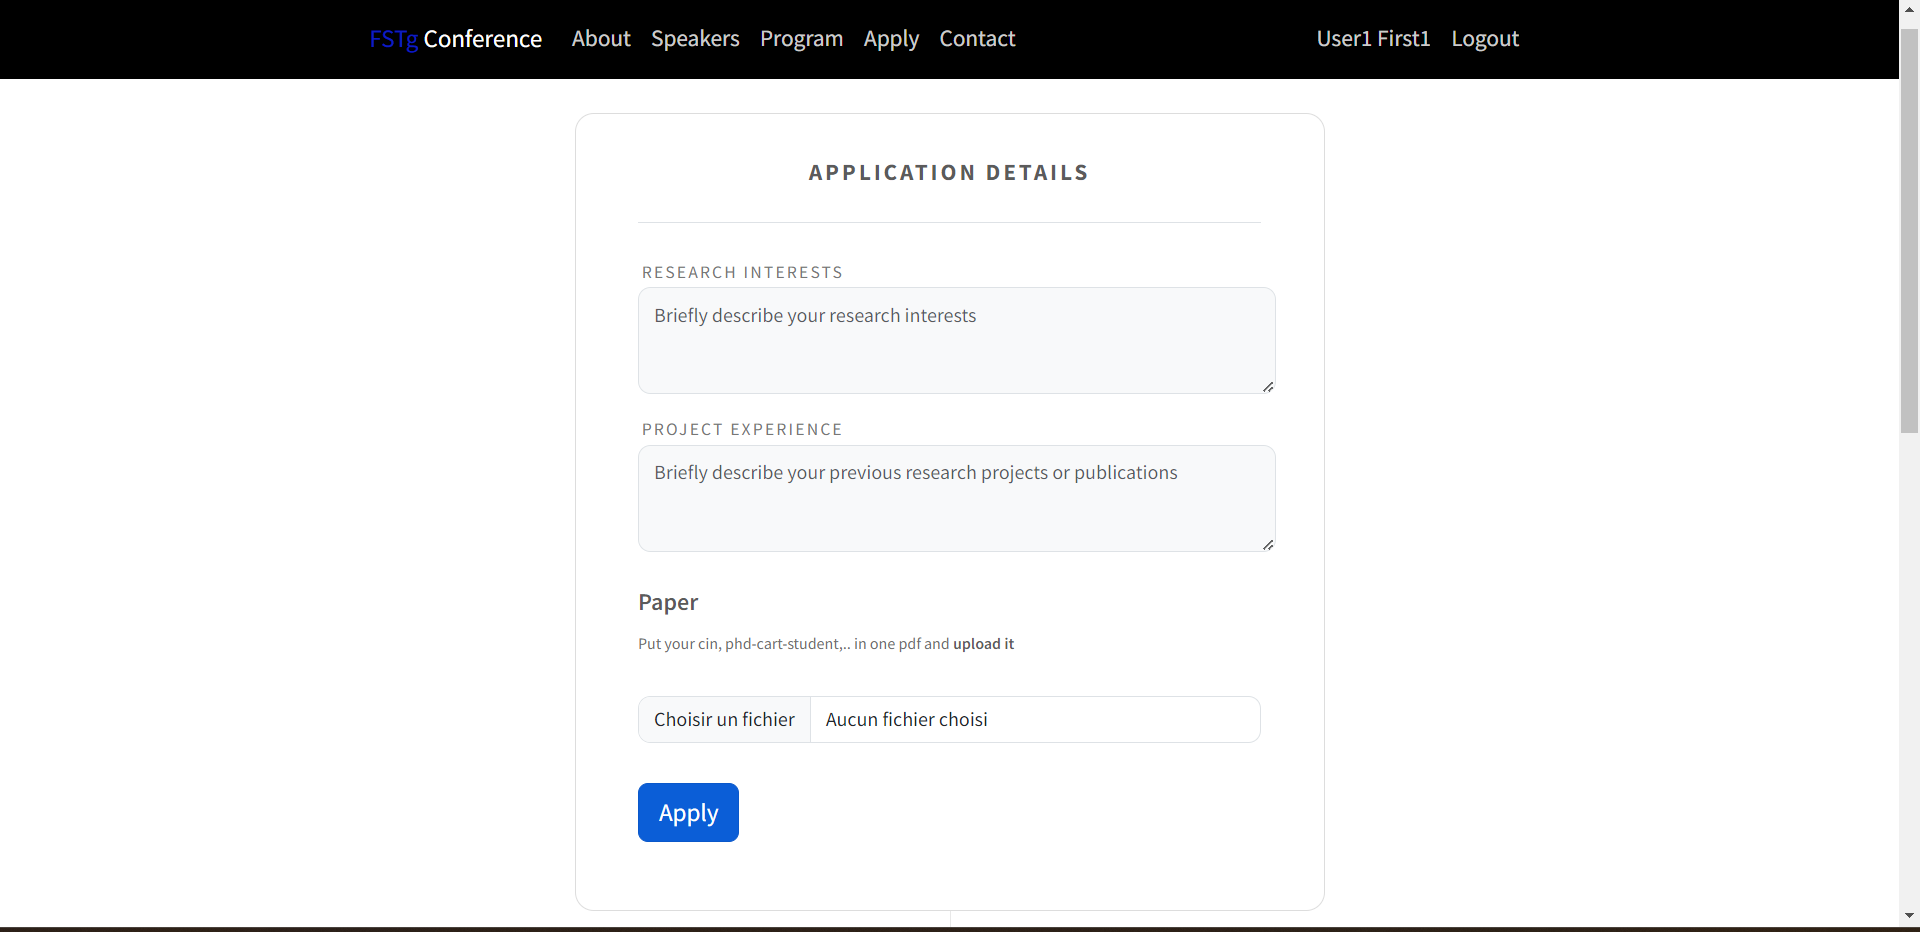 FSTg Conference About Speakers Program Apply Contact User1 First1 Logout
APPLICATION DETAILS
RESEARCH INTERESTS
Briefly describe your research interests
PROJECT EXPERIENCE
Briefly describe your previous research projects or publications
Paper
Put your cin, phd-cart-student,.. in one pdf and upload it
Choisir un fichier Aucun fichier choisi
Apply